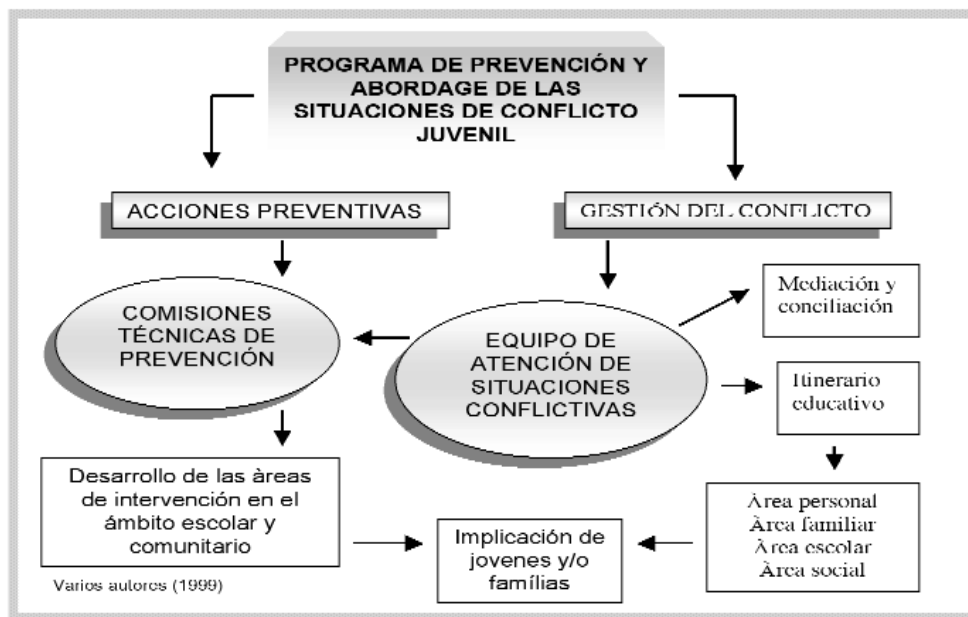 PROGRAMA DE PREVENCIÓN Y
ABORDAGE DE LAS
SITUACIONES DE CONFLICTO
JUVENIL
ACCIONES PREVENTIVAS
GESTIÓN DEL CONFLICTO
COMISIONES
TÉCNICAS DE
PREVENCIÓN
EQUIPO DE
ATENCIÓN DE
SITUACIONES
CONFLICTIVAS
Mediación y
conciliación
Itinerario
educativo
Desarrollo de las àreas
de intervención en el
ámbito escolar y
comunitario
Implicación de
jovenes y/o
famílias
Àrea personal
Àrea familiar
Àrea escolar
Àrea social
Varios autores (1999)